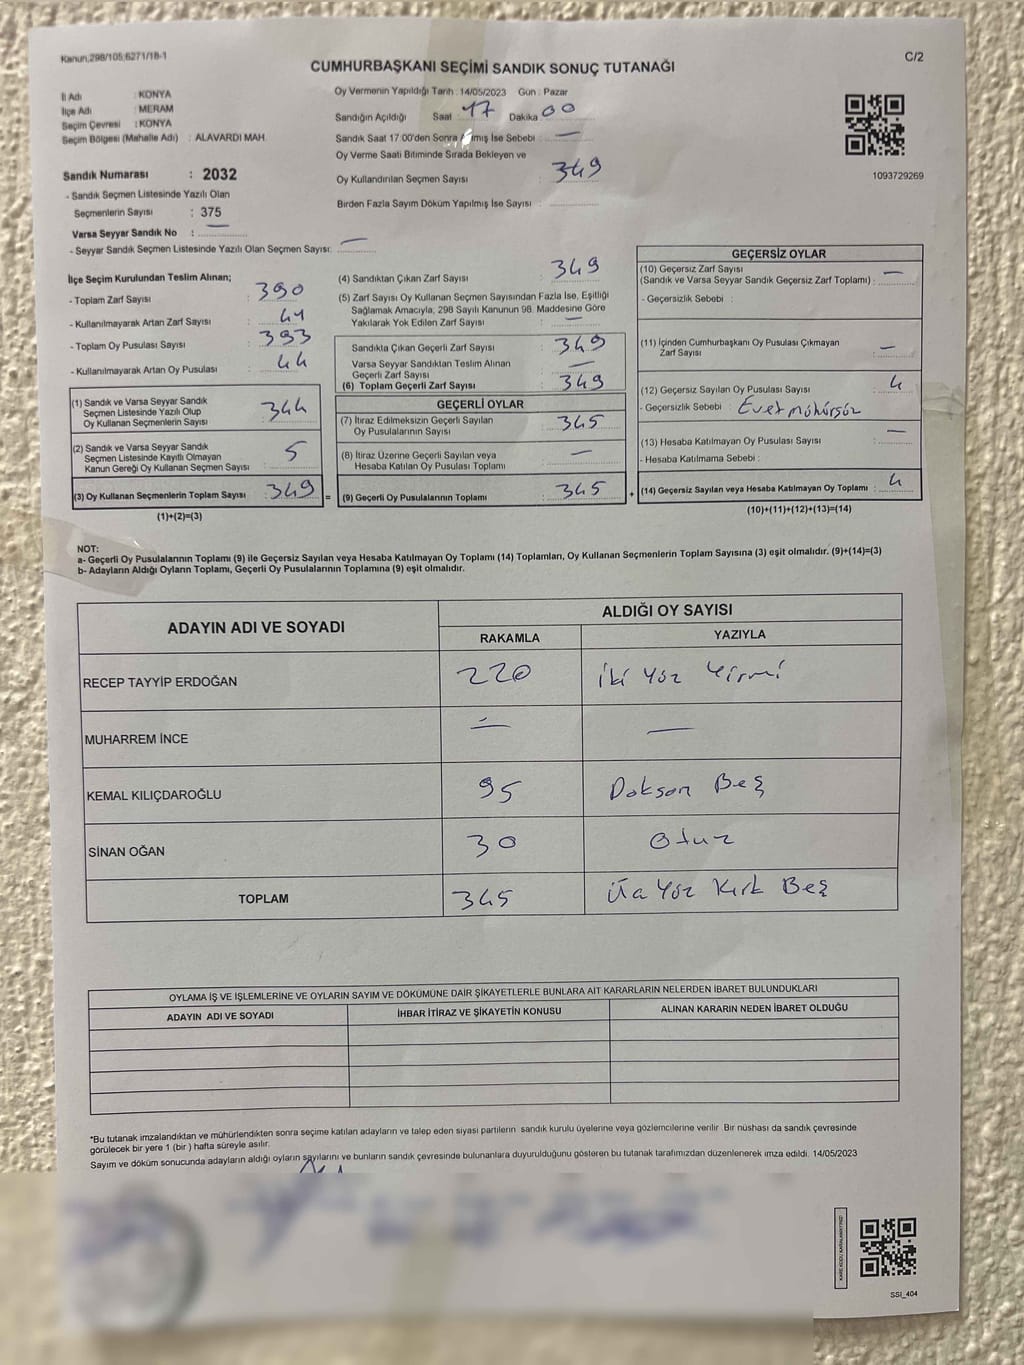 Kanun:298/105;6271/18-1
C/2
CUMHURBAŞKANI SEÇİMİ SANDIK SONUÇ TUTANAĞI
İl Adı : KONYA
İlçe Adı : MERAM
Seçim Çevresi : KONYA
Seçim Bölgesi (Mahalle Adı) : ALAVARDI MAH.
Oy Vermenin Yapıldığı Tarih : 14/05/2023 Gün : Pazar
Sandığın Açıldığı Saat 17 Dakika 00
Sandık Saat 17:00'den Sonra Açılmış İse Sebebi : —
Oy Verme Saati Bitiminde Sırada Bekleyen ve
Oy Kullandırılan Seçmen Sayısı : 349
Birden Fazla Sayım Döküm Yapılmış İse Sayısı :
1093729269
Sandık Numarası : 2032
- Sandık Seçmen Listesinde Yazılı Olan
Seçmenlerin Sayısı : 375
Varsa Seyyar Sandık No : —
- Seyyar Sandık Seçmen Listesinde Yazılı Olan Seçmen Sayısı: —
İlçe Seçim Kurulundan Teslim Alınan;
- Toplam Zarf Sayısı : 390
- Kullanılmayarak Artan Zarf Sayısı : 41
- Toplam Oy Pusulası Sayısı : 393
- Kullanılmayarak Artan Oy Pusulası : 44
(1) Sandık ve Varsa Seyyar Sandık
Seçmen Listesinde Yazılı Olup
Oy Kullanan Seçmenlerin Sayısı : 344
(2) Sandık ve Varsa Seyyar Sandık
Seçmen Listesinde Kayıtlı Olmayan
Kanun Gereği Oy Kullanan Seçmen Sayısı : 5
(3) Oy Kullanan Seçmenlerin Toplam Sayısı : 349 =
(1)+(2)=(3)
(4) Sandıktan Çıkan Zarf Sayısı : 349
(5) Zarf Sayısı Oy Kullanan Seçmen Sayısından Fazla İse, Eşitliği
Sağlamak Amacıyla, 298 Sayılı Kanunun 98. Maddesine Göre
Yakılarak Yok Edilen Zarf Sayısı : —
Sandıkta Çıkan Geçerli Zarf Sayısı : 349
Varsa Seyyar Sandıktan Teslim Alınan
Geçerli Zarf Sayısı : —
(6) Toplam Geçerli Zarf Sayısı : 349
GEÇERLİ OYLAR
(7) İtiraz Edilmeksizin Geçerli Sayılan
Oy Pusulalarının Sayısı : 345
(8) İtiraz Üzerine Geçerli Sayılan veya
Hesaba Katılan Oy Pusulası Toplamı : —
(9) Geçerli Oy Pusulalarının Toplamı : 345 +
GEÇERSİZ OYLAR
(10) Geçersiz Zarf Sayısı
(Sandık ve Varsa Seyyar Sandık Geçersiz Zarf Toplamı) : —
- Geçersizlik Sebebi :
(11) İçinden Cumhurbaşkanı Oy Pusulası Çıkmayan
Zarf Sayısı : —
(12) Geçersiz Sayılan Oy Pusulası Sayısı : 4
- Geçersizlik Sebebi : Evet mühürsüz
(13) Hesaba Katılmayan Oy Pusulası Sayısı : —
- Hesaba Katılmama Sebebi :
(14) Geçersiz Sayılan veya Hesaba Katılmayan Oy Toplamı : 4
(10)+(11)+(12)+(13)=(14)
NOT:
a- Geçerli Oy Pusulalarının Toplamı (9) ile Geçersiz Sayılan veya Hesaba Katılmayan Oy Toplamı (14) Toplamları, Oy Kullanan Seçmenlerin Toplam Sayısına (3) eşit olmalıdır. (9)+(14)=(3)
b- Adayların Aldığı Oyların Toplamı, Geçerli Oy Pusulalarının Toplamına (9) eşit olmalıdır.
ADAYIN ADI VE SOYADI
ALDIĞI OY SAYISI
RAKAMLA YAZIYLA
RECEP TAYYİP ERDOĞAN 220 İki Yüz Yirmi
MUHARREM İNCE — —
KEMAL KILIÇDAROĞLU 95 Doksan Beş
SİNAN OĞAN 30 Otuz
TOPLAM 345 Üç Yüz Kırk Beş
OYLAMA İŞ VE İŞLEMLERİNE VE OYLARIN SAYIM VE DÖKÜMÜNE DAİR ŞİKAYETLERLE BUNLARA AİT KARARLARIN NELERDEN İBARET BULUNDUKLARI
ADAYIN ADI VE SOYADI İHBAR İTİRAZ VE ŞİKAYETİN KONUSU ALINAN KARARIN NEDEN İBARET OLDUĞU
*Bu tutanak imzalandıktan ve mühürlendikten sonra seçime katılan adayların ve talep eden siyasi partilerin sandık kurulu üyelerine veya gözlemcilerine verilir. Bir nüshası da sandık çevresinde
görülecek bir yere 1 (bir ) hafta süreyle asılır.
Sayım ve döküm sonucunda adayların aldığı oyların sayılarını ve bunların sandık çevresinde bulunanlara duyurulduğunu gösteren bu tutanak tarafımızdan düzenlenerek imza edildi. 14/05/2023
KARE KODU KARALAMAYINIZ!
SSI_404